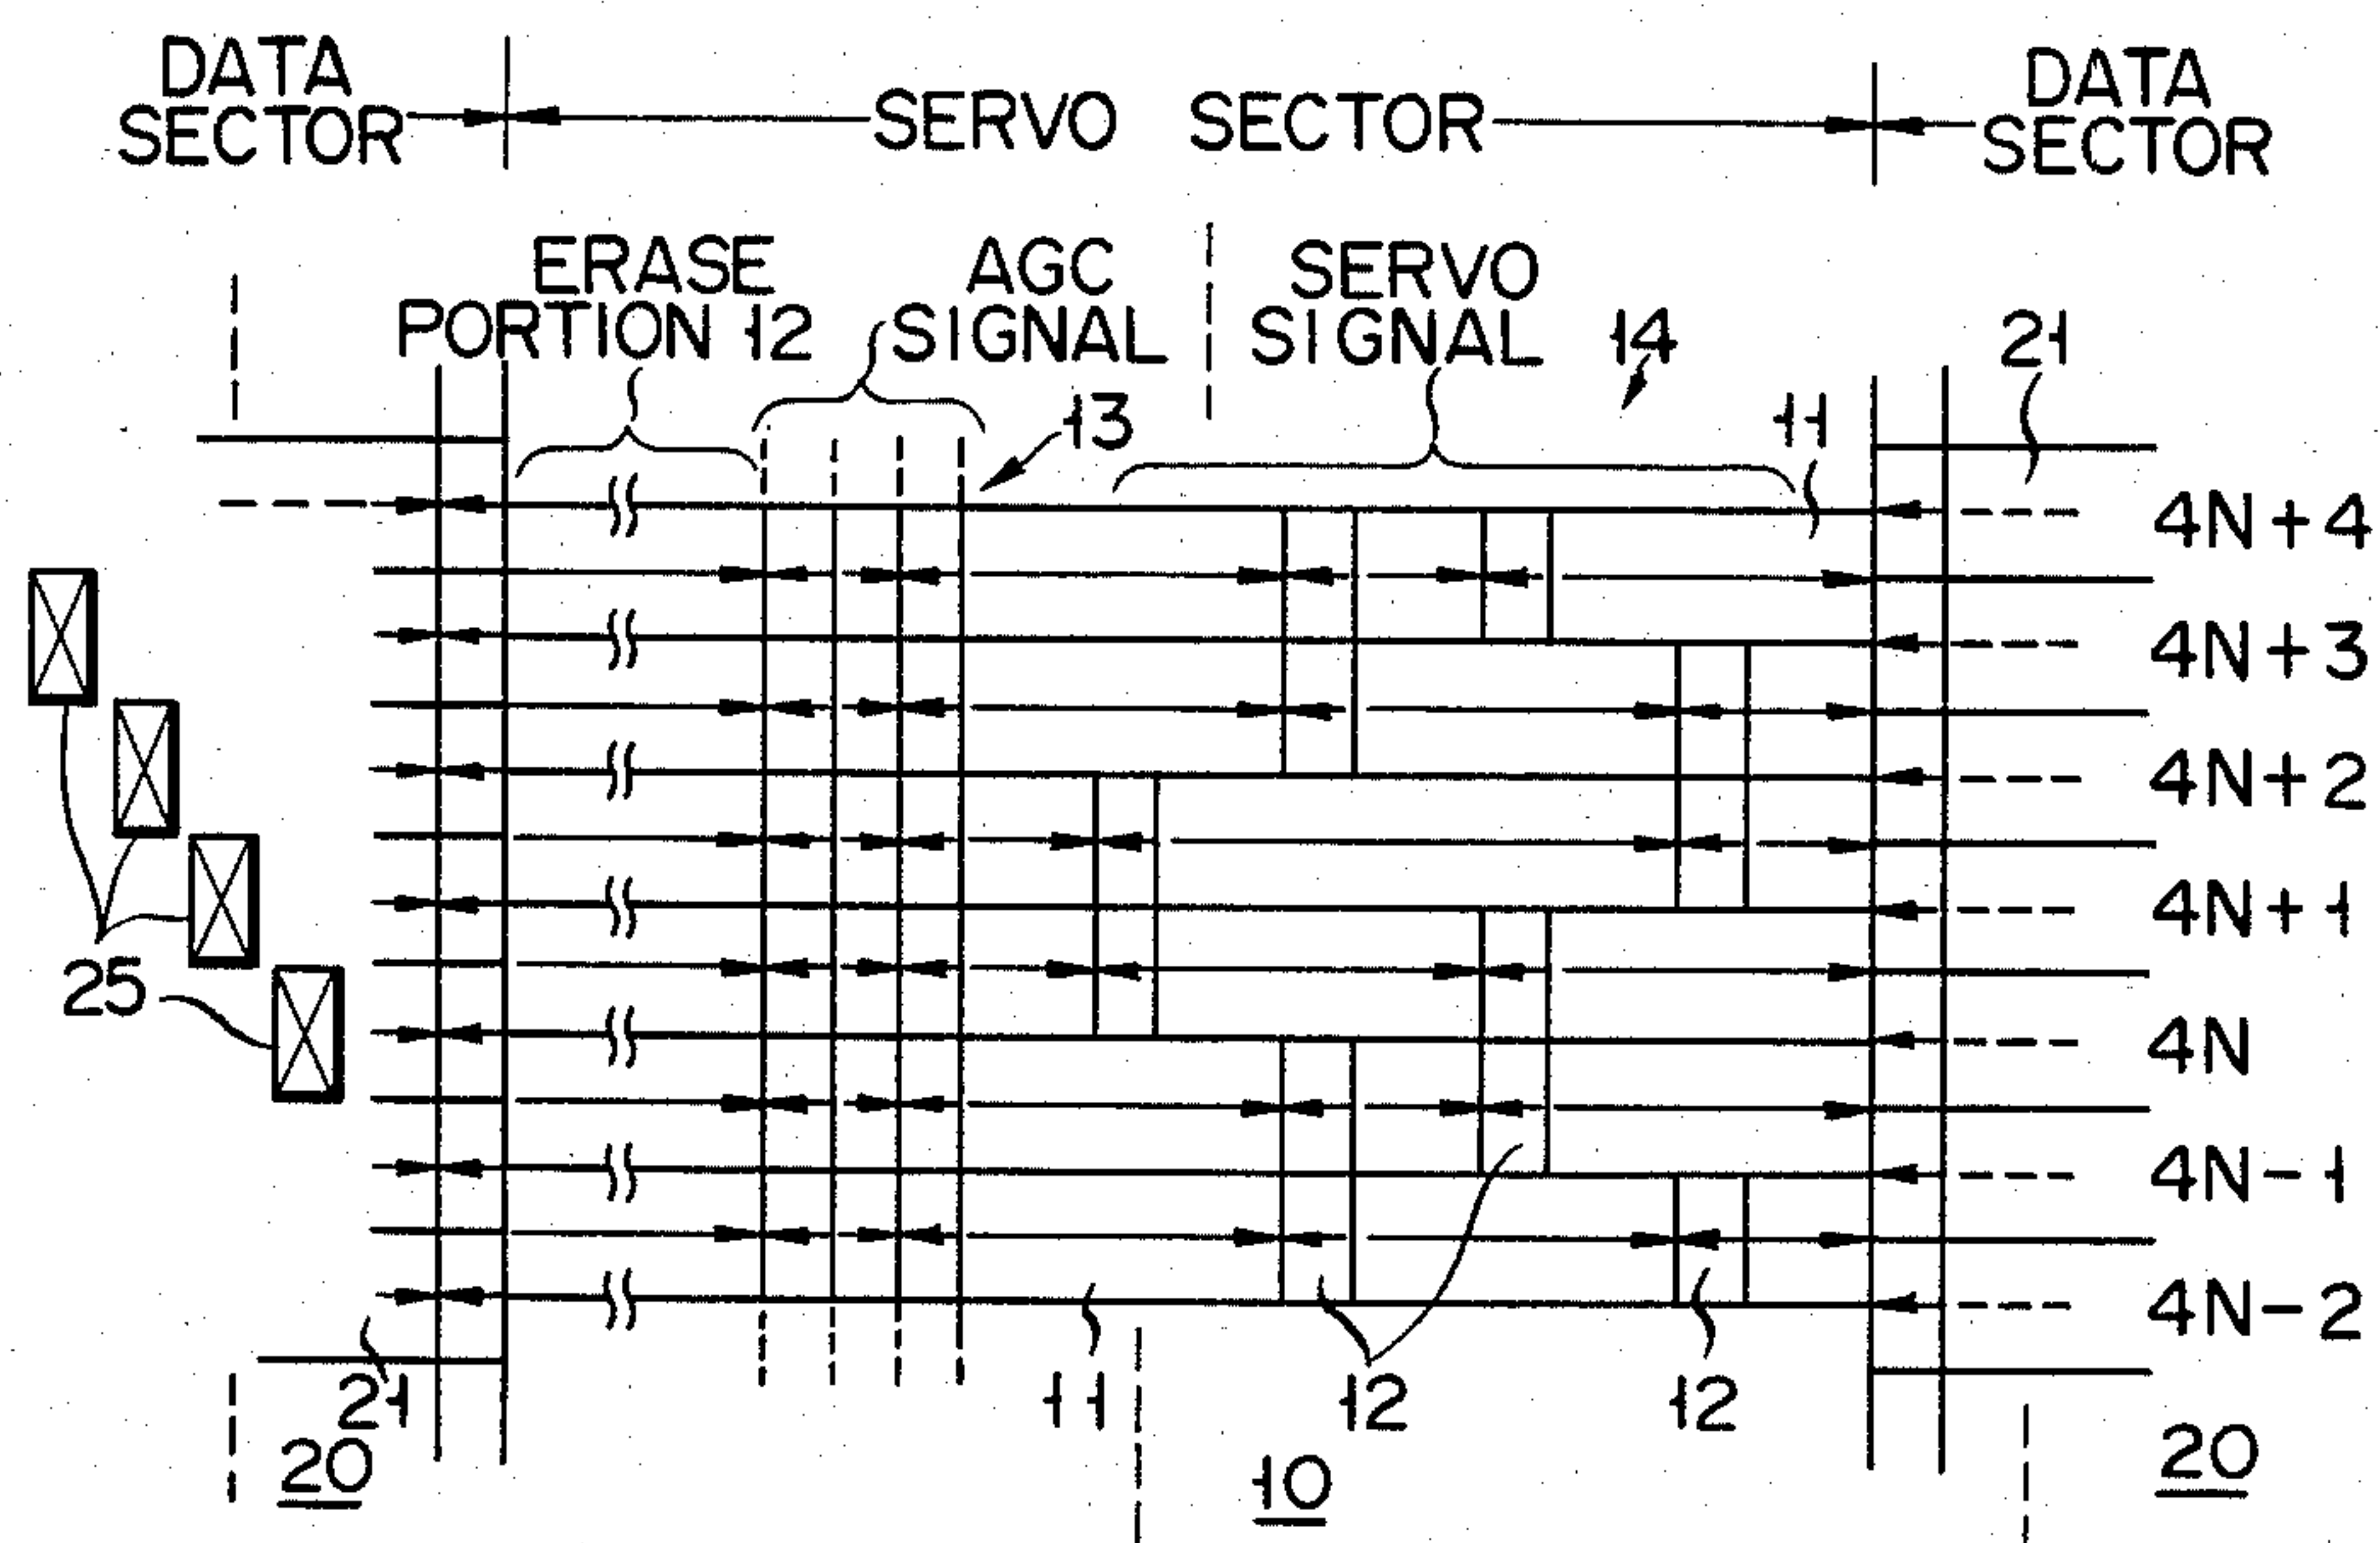 DATA
SECTOR
SERVO SECTOR
DATA
SECTOR
ERASE
PORTION 12
AGC
SIGNAL
SERVO
SIGNAL
14
21
13
11
4N+4
4N+3
4N+2
4N+1
25
4N
4N-1
4N-2
21
11
12
12
20
10
20